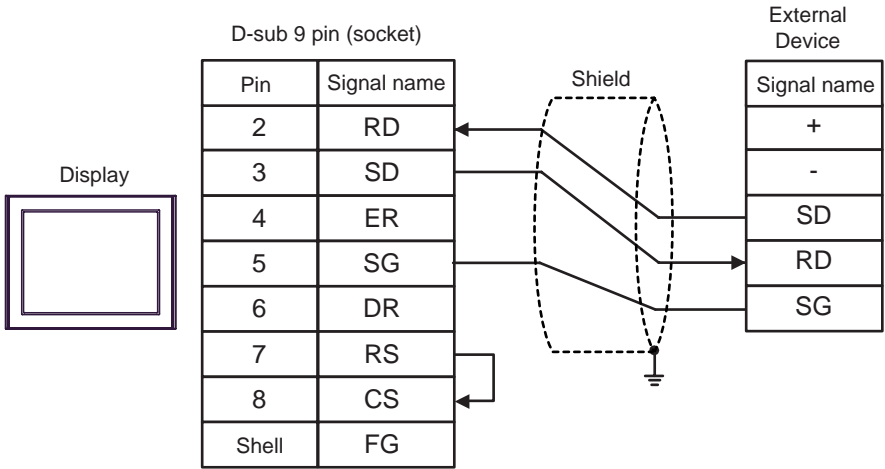 External
Device
D-sub 9 pin (socket)
Pin Signal name
Shield
Signal name
2 RD
+
3 SD
-
Display
4 ER
SD
5 SG
RD
6 DR
SG
7 RS
8 CS
Shell FG